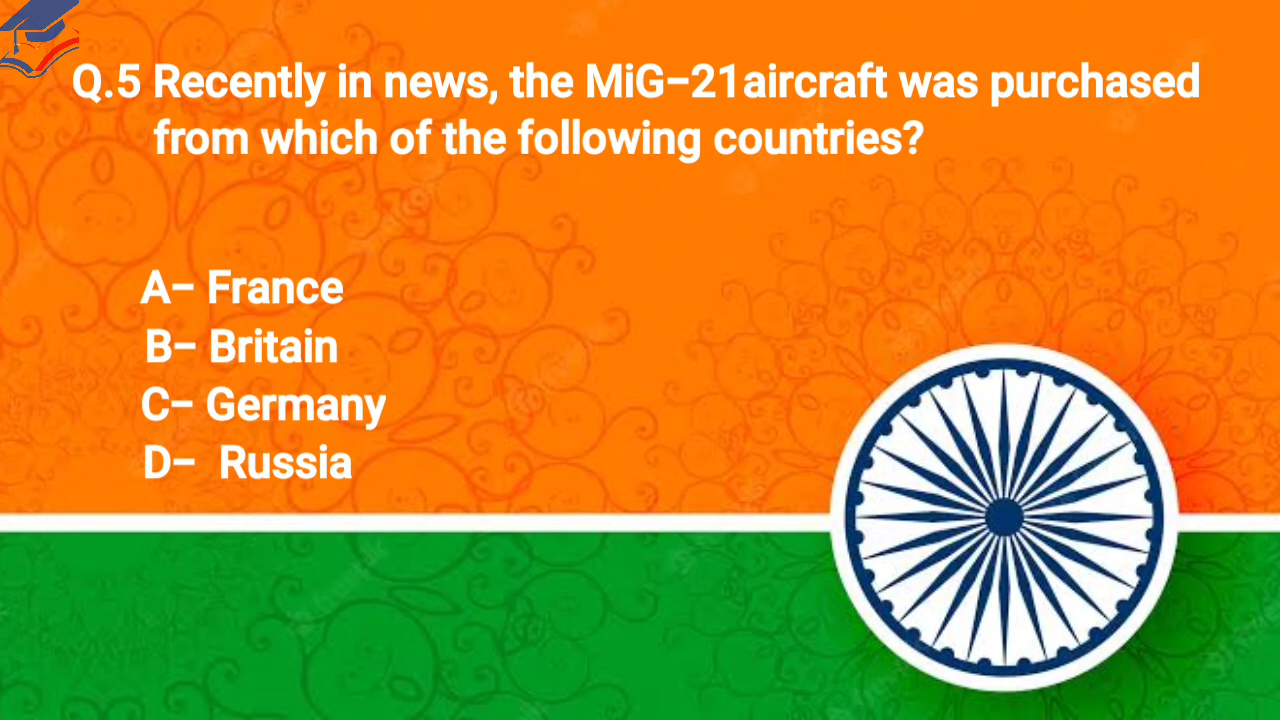 Q.5 Recently in news, the MiG–21aircraft was purchased
from which of the following countries?
A– France
B– Britain
C– Germany
D– Russia